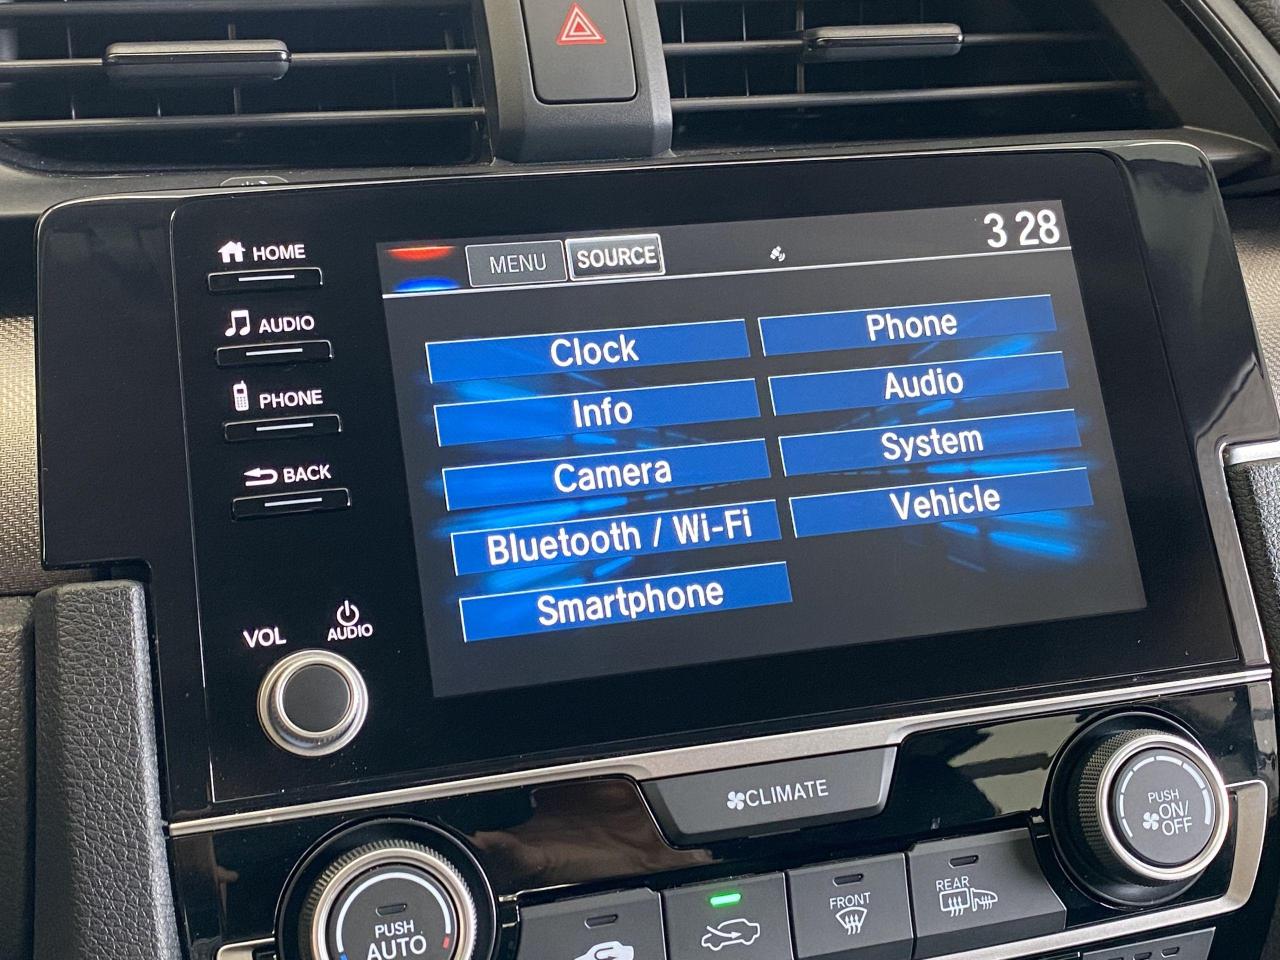 HOME
AUDIO
PHONE
BACK
VOL
AUDIO
MENU SOURCE
3 28
Clock
Phone
Info
Audio
Camera
System
Bluetooth / Wi-Fi
Vehicle
Smartphone
CLIMATE
PUSH
ON/
OFF
PUSH
AUTO
FRONT
REAR